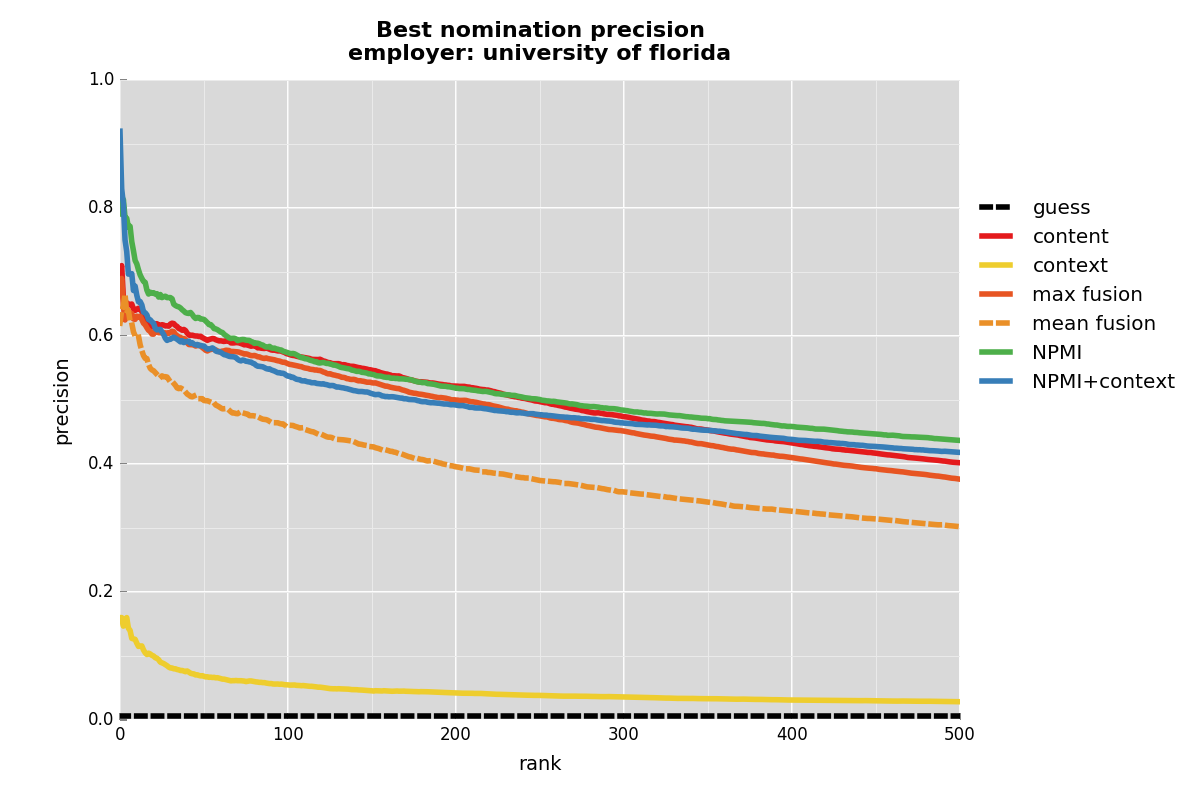 Best nomination precision
employer: university of florida
precision
1.0
0.8
0.6
0.4
0.2
0.0
0 100 200 300 400 500
rank
guess
content
context
max fusion
mean fusion
NPMI
NPMI+context